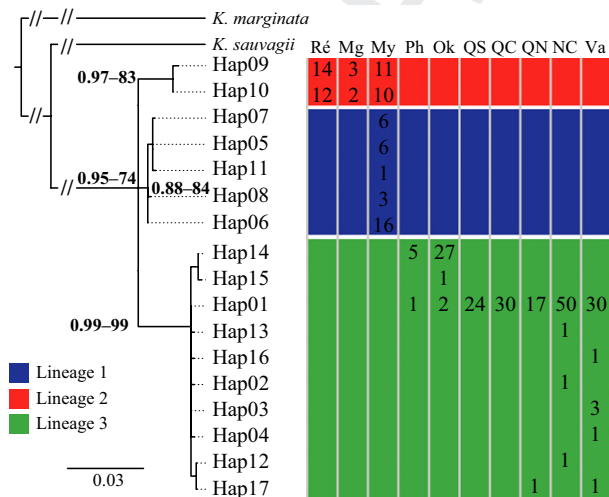 K. marginata
K. sauvagii Ré Mg My Ph Ok QS QC QN NC Va
Hap09 14 3 11
0.97–83
Hap10 12 2 10
Hap07 6
Hap05 6
Hap11 1
0.95–74 0.88–84
Hap08 3
Hap06 16
Hap14 5 27
Hap15 1
Hap01 1 2 24 30 17 50 30
0.99–99
Hap13 1
Hap16 1
Lineage 1
Hap02 1
Lineage 2
Hap03 3
Lineage 3
Hap04 1
Hap12 1
0.03
Hap17 1 1